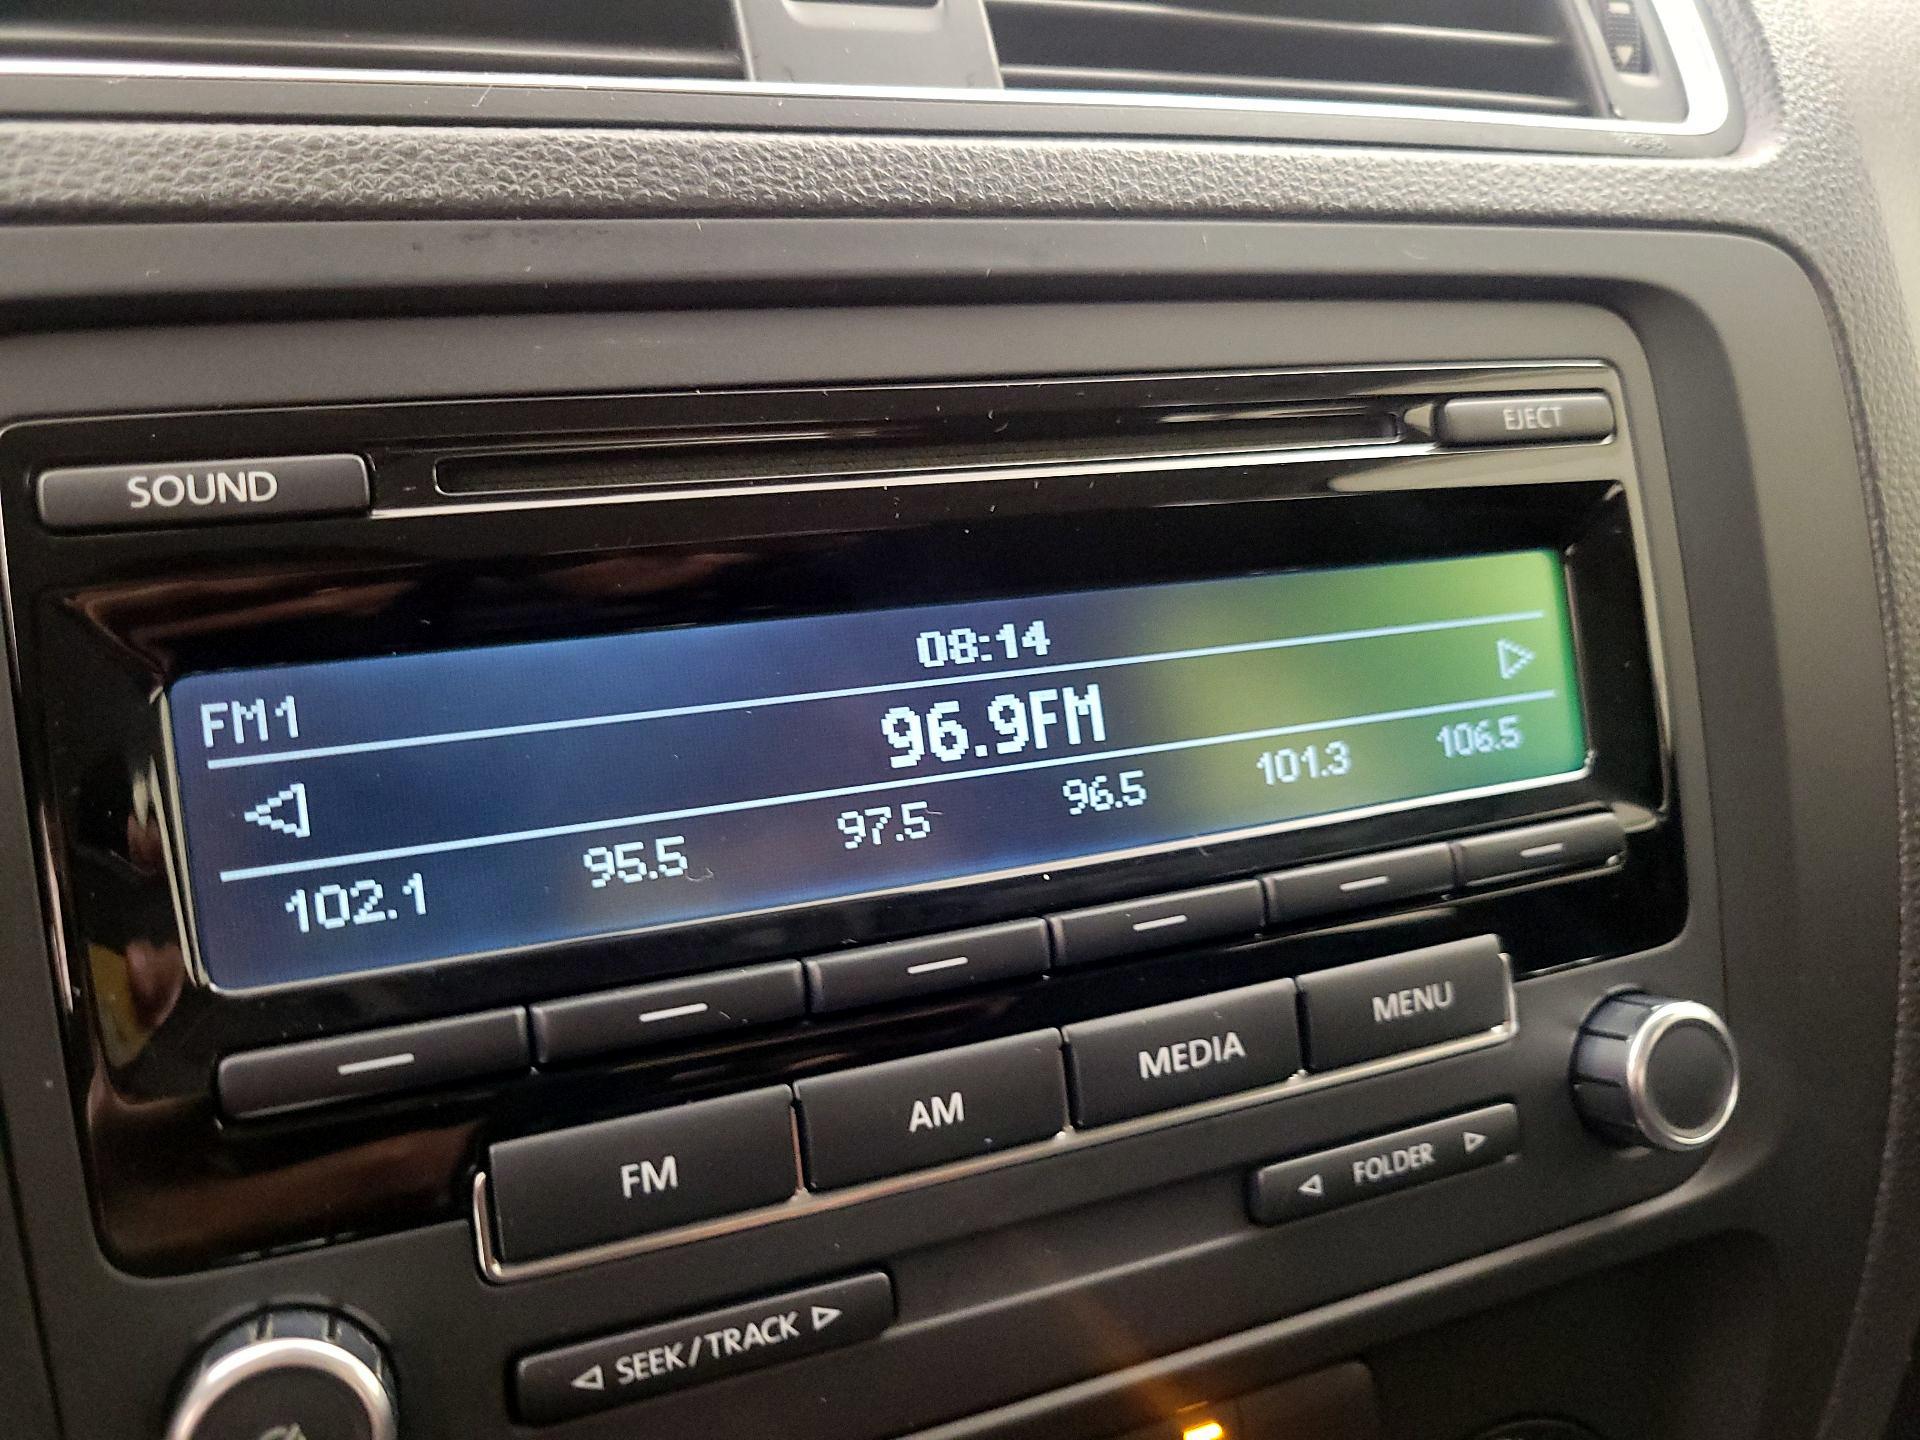 EJECT
SOUND
08:14
FM1
96.9FM
102.1 95.5 97.5 96.5 101.3 106.5
FM AM MEDIA MENU
FOLDER
SEEK/TRACK